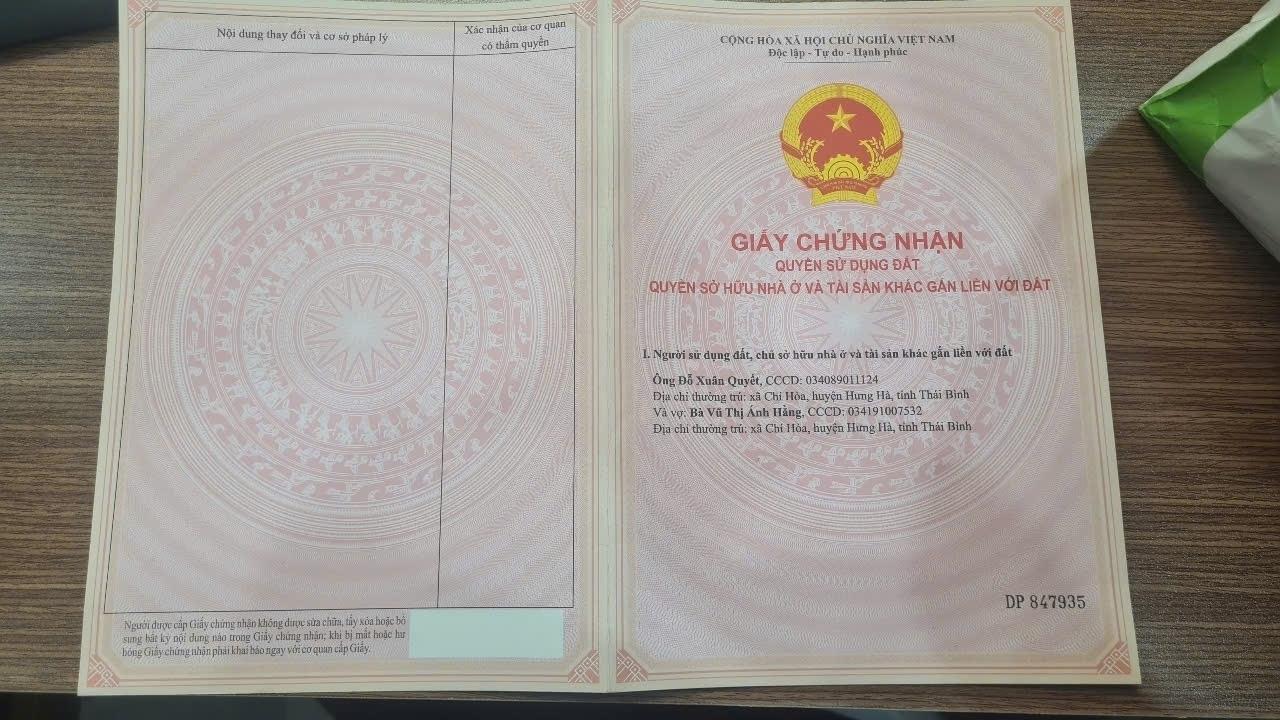 Nội dung thay đổi và cơ sở pháp lý
Xác nhận của cơ quan
có thẩm quyền
Người được cấp Giấy chứng nhận không được sửa chữa, tẩy xóa hoặc bổ
sung bất kỳ nội dung nào trong Giấy chứng nhận; khi bị mất hoặc hư
hỏng Giấy chứng nhận phải khai báo ngay với cơ quan cấp Giấy.
CỘNG HÒA XÃ HỘI CHỦ NGHĨA VIỆT NAM
Độc lập - Tự do - Hạnh phúc
GIẤY CHỨNG NHẬN
QUYỀN SỬ DỤNG ĐẤT
QUYỀN SỞ HỮU NHÀ Ở VÀ TÀI SẢN KHÁC GẮN LIỀN VỚI ĐẤT
I. Người sử dụng đất, chủ sở hữu nhà ở và tài sản khác gắn liền với đất
Ông Đỗ Xuân Quyết, CCCD: 034089011124
Địa chỉ thường trú: xã Chí Hòa, huyện Hưng Hà, tỉnh Thái Bình
Và vợ: Bà Vũ Thị Ánh Hằng, CCCD: 034191007532
Địa chỉ thường trú: xã Chí Hòa, huyện Hưng Hà, tỉnh Thái Bình
DP 847935